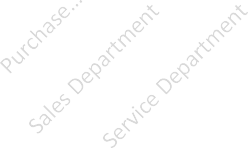 Purchase...
Sales Department
Service Department